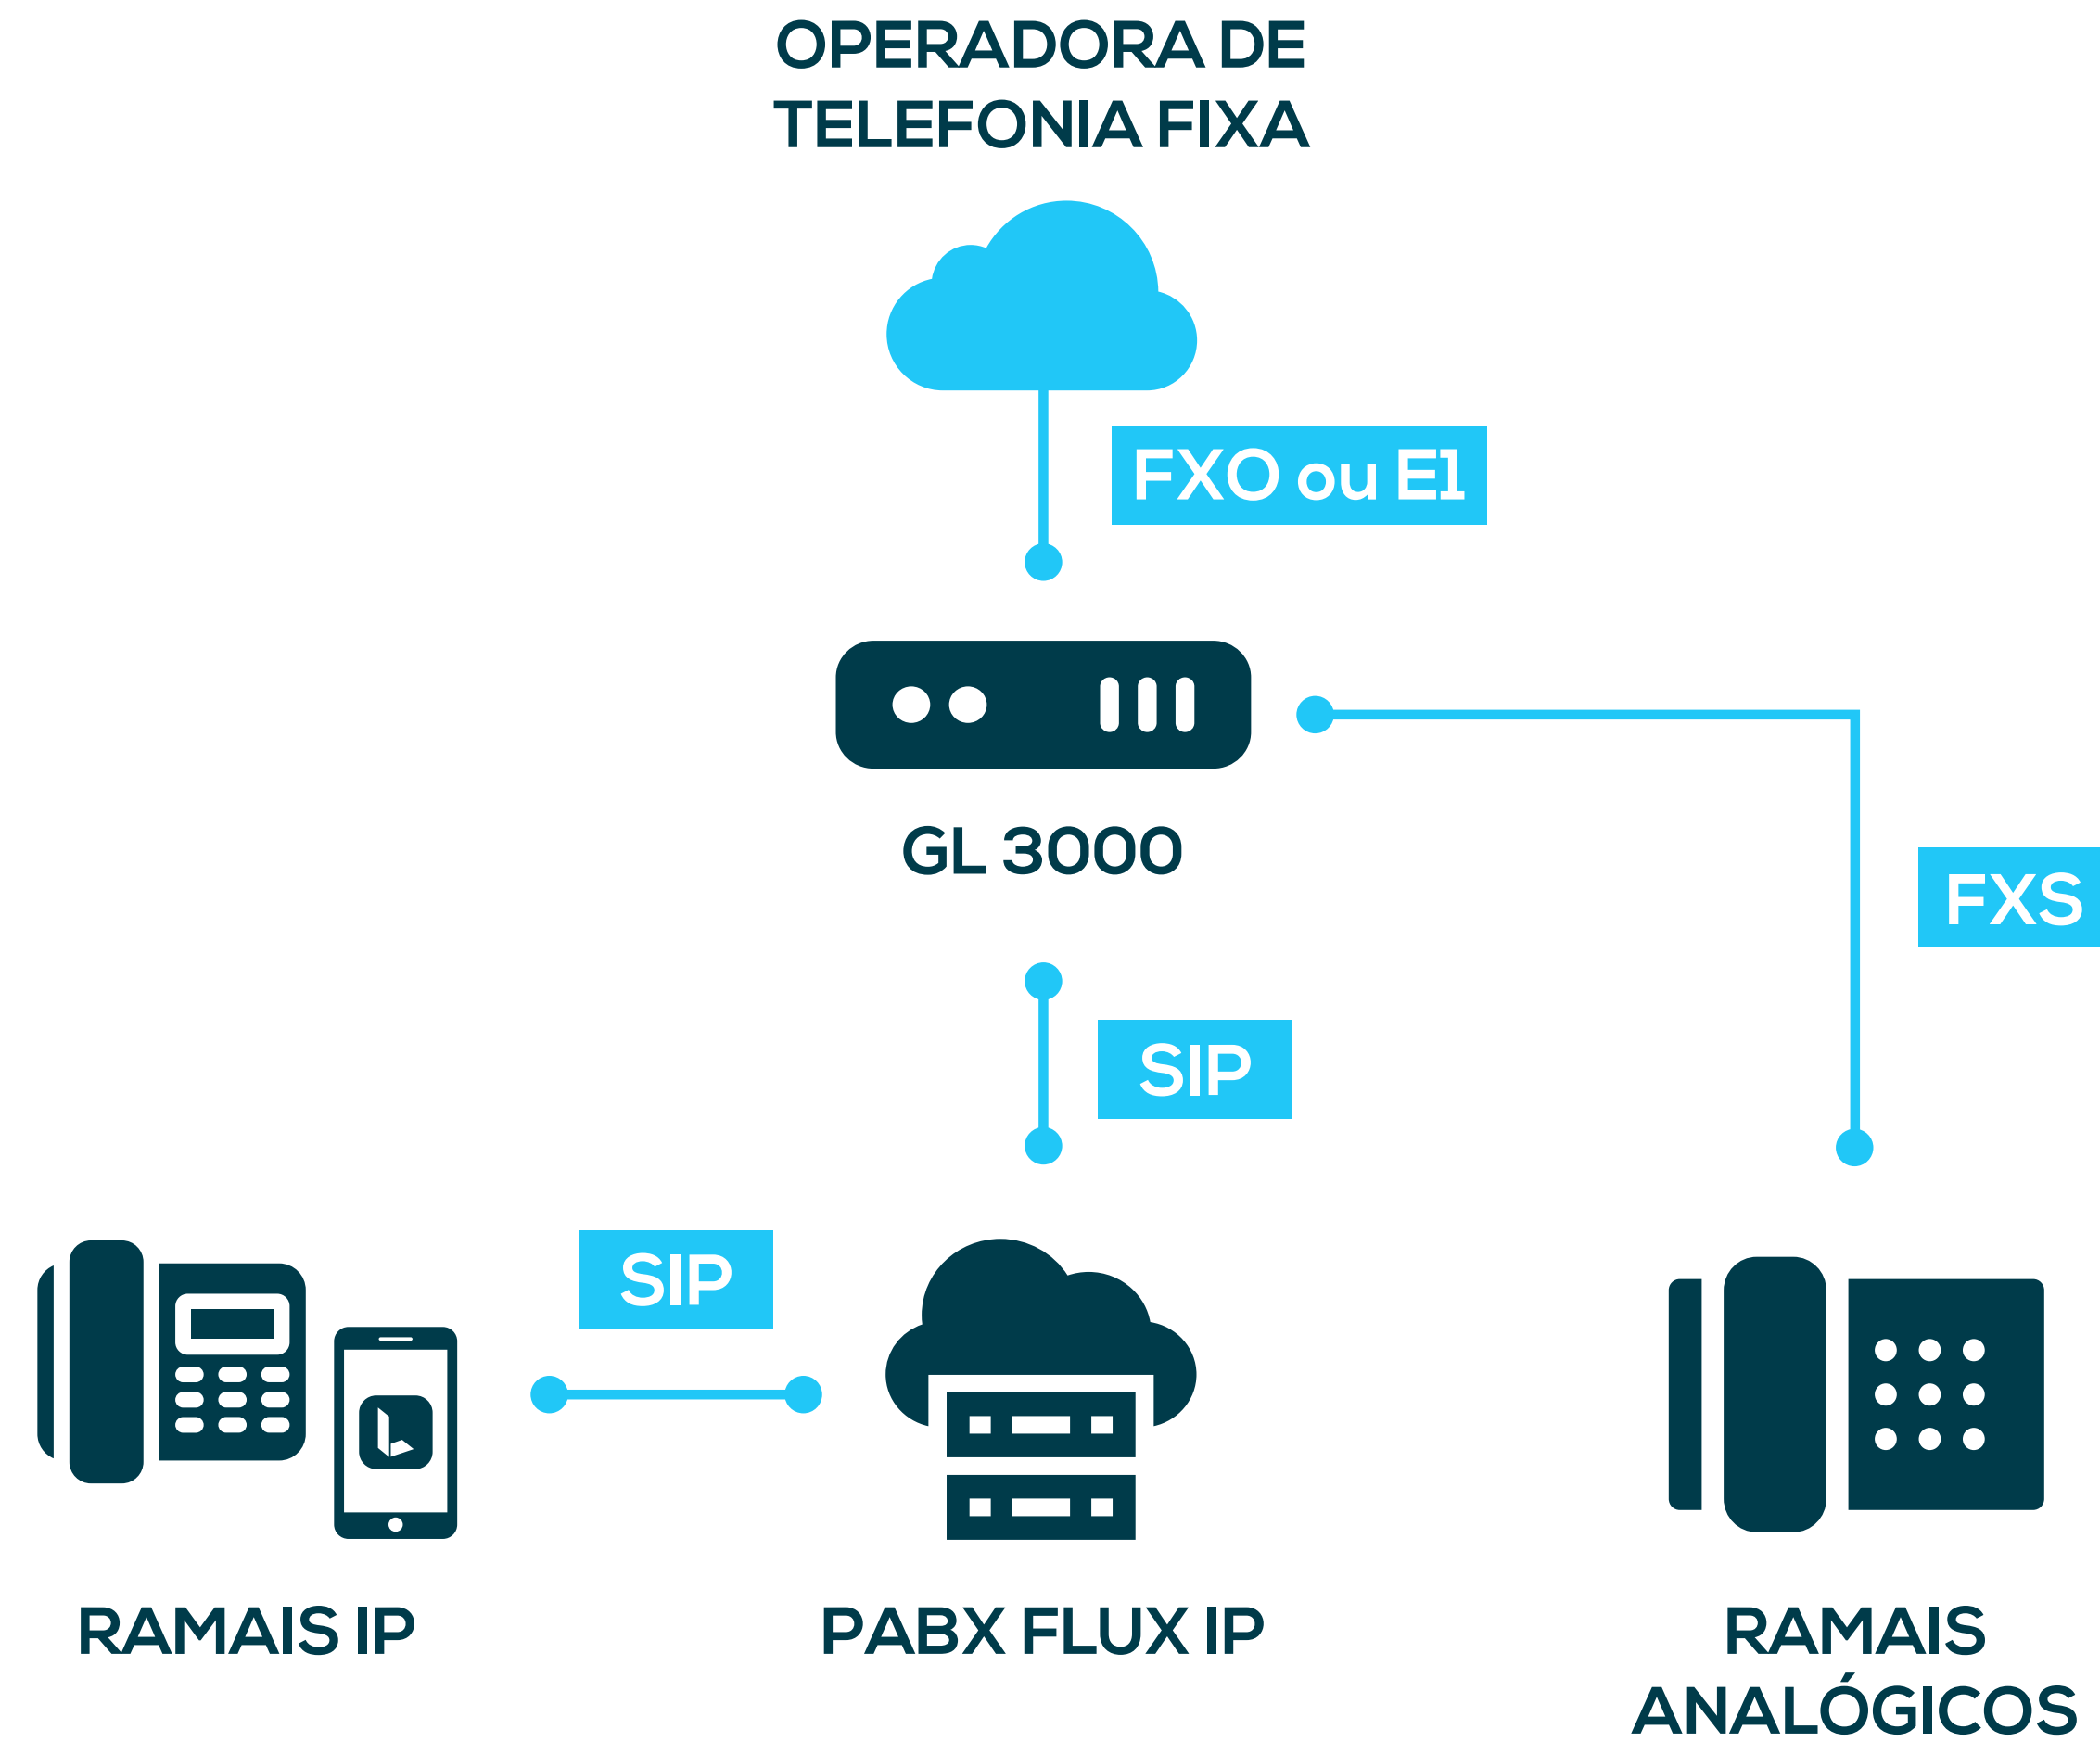 OPERADORA DE
TELEFONIA FIXA
FXO ou E1
GL 3000
FXS
SIP
SIP
RAMAIS IP
PABX FLUX IP
RAMAIS
ANALÓGICOS